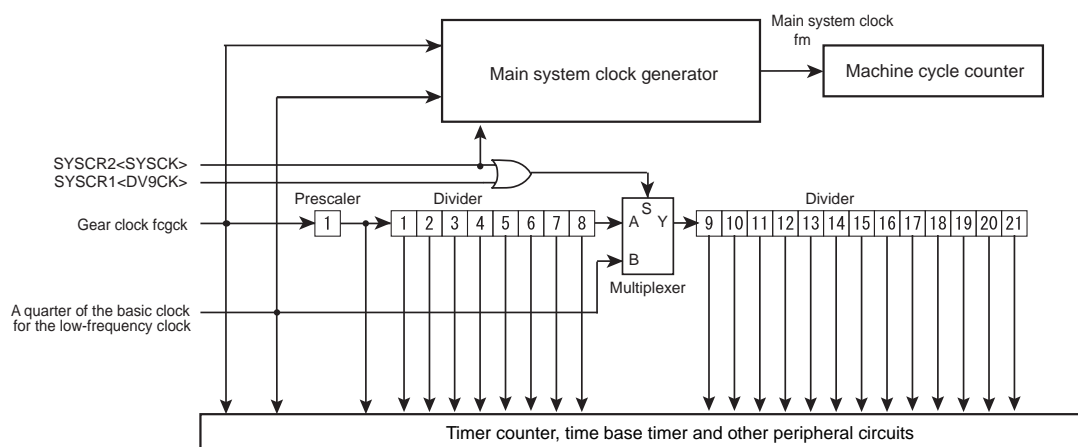 Main system clock
fm
Main system clock generator
Machine cycle counter
SYSCR2<SYSCK>
SYSCR1<DV9CK>
Prescaler
Divider
S
Divider
Gear clock fcgck
1
1 2 3 4 5 6 7 8
A
Y
9 10 11 12 13 14 15 16 17 18 19 20 21
B
Multiplexer
A quarter of the basic clock
for the low-frequency clock
Timer counter, time base timer and other peripheral circuits